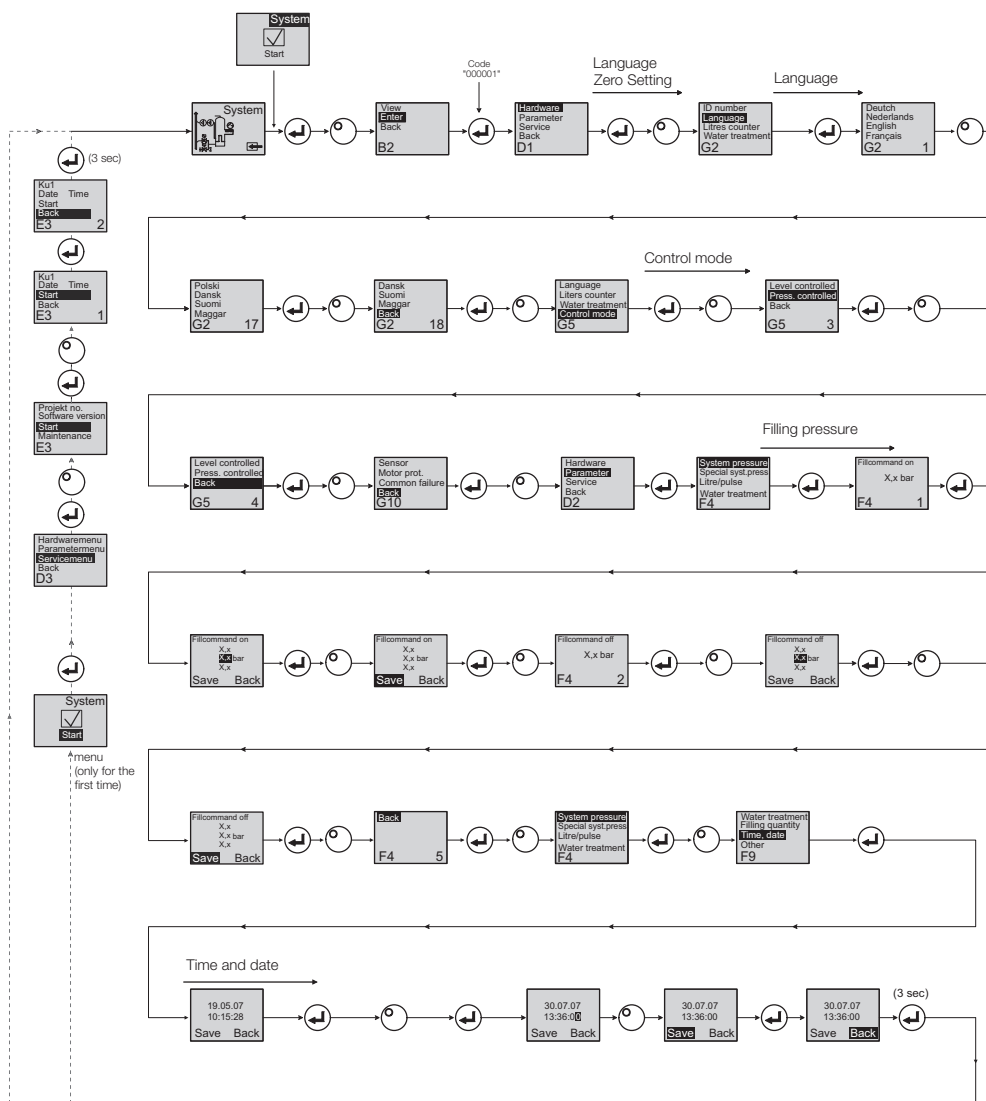 System
Start
Code
"000001"
Language
Zero Setting
Language
System
View
Enter
Back
B2
Hardware
Parameter
Service
Back
D1
ID number
Language
Litres counter
Water treatment
G2
Deutch
Nederlands
English
Français
G2 1
(3 sec)
Ku1
Date Time
Start
Back
E3 2
Ku1
Date Time
Start
Back
E3 1
Projekt no.
Software version
Start
Maintenance
E3
Hardwaremenu
Parametermenu
Servicemenu
Back
D3
System
Start
menu
(only for the
first time)
Control mode
Polski
Dansk
Suomi
Maggar
G2 17
Dansk
Suomi
Maggar
Back
G2 18
Language
Liters counter
Water treatment
Control mode
G5
Level controlled
Press. controlled
Back
G5 3
Filling pressure
Level controlled
Press. controlled
Back
G5 4
Sensor
Motor prot.
Common failure
Back
G10
Hardware
Parameter
Service
Back
D2
System pressure
Special syst.press
Litre/pulse
Water treatment
F4
Fillcommand on
X,x bar
F4 1
Fillcommand on
X,x
X,x bar
X,x
Save Back
Fillcommand on
X,x
X,x bar
X,x
Save Back
Fillcommand off
X,x bar
F4 2
Fillcommand off
X,x
X,x bar
X,x
Save Back
Fillcommand off
X,x
X,x bar
X,x
Save Back
Back
F4 5
System pressure
Special syst.press
Litre/pulse
Water treatment
F4
Water treatment
Filling quantity
Time, date
Other
F9
Time and date
19.05.07
10:15:28
Save Back
30.07.07
13:36:00
Save Back
30.07.07
13:36:00
Save Back
30.07.07
13:36:00
Save Back
(3 sec)